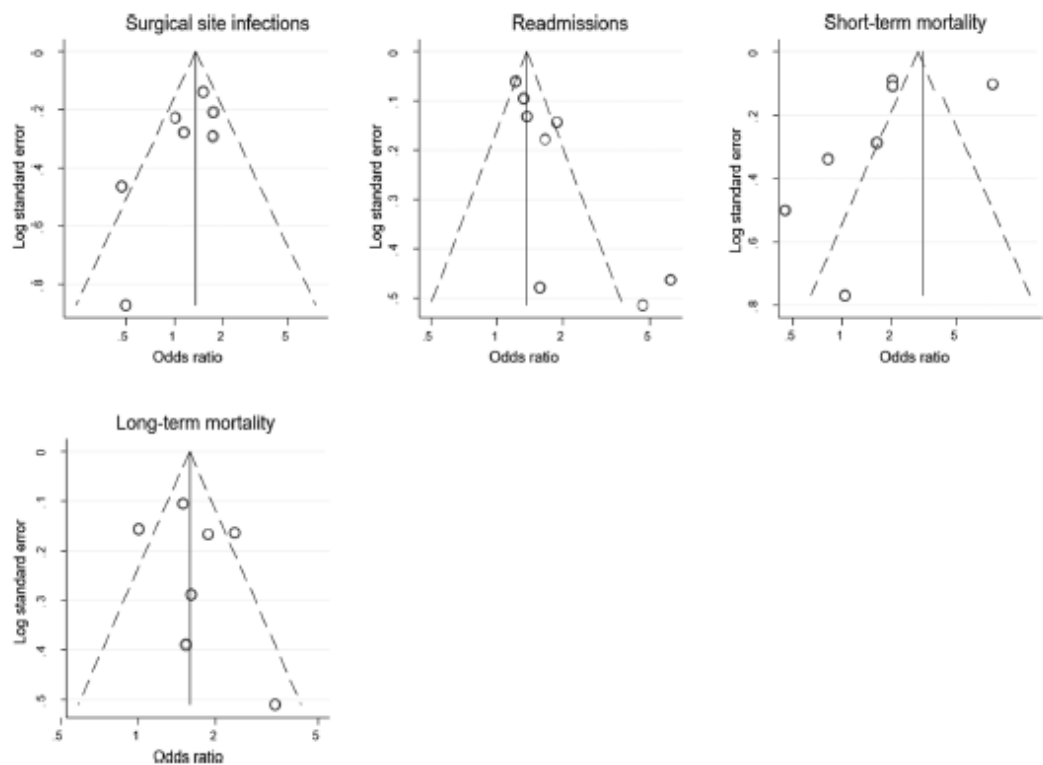 Surgical site infections
0
.2
.4
.6
.8
Log standard error
.5 1 2 5
Odds ratio
Readmissions
0
.1
.2
.3
.4
.5
Log standard error
.5 1 2 5
Odds ratio
Short-term mortality
0
.2
.4
.6
.8
Log standard error
.5 1 2 5
Odds ratio
Long-term mortality
0
.1
.2
.3
.4
.5
Log standard error
.5 1 2 5
Odds ratio